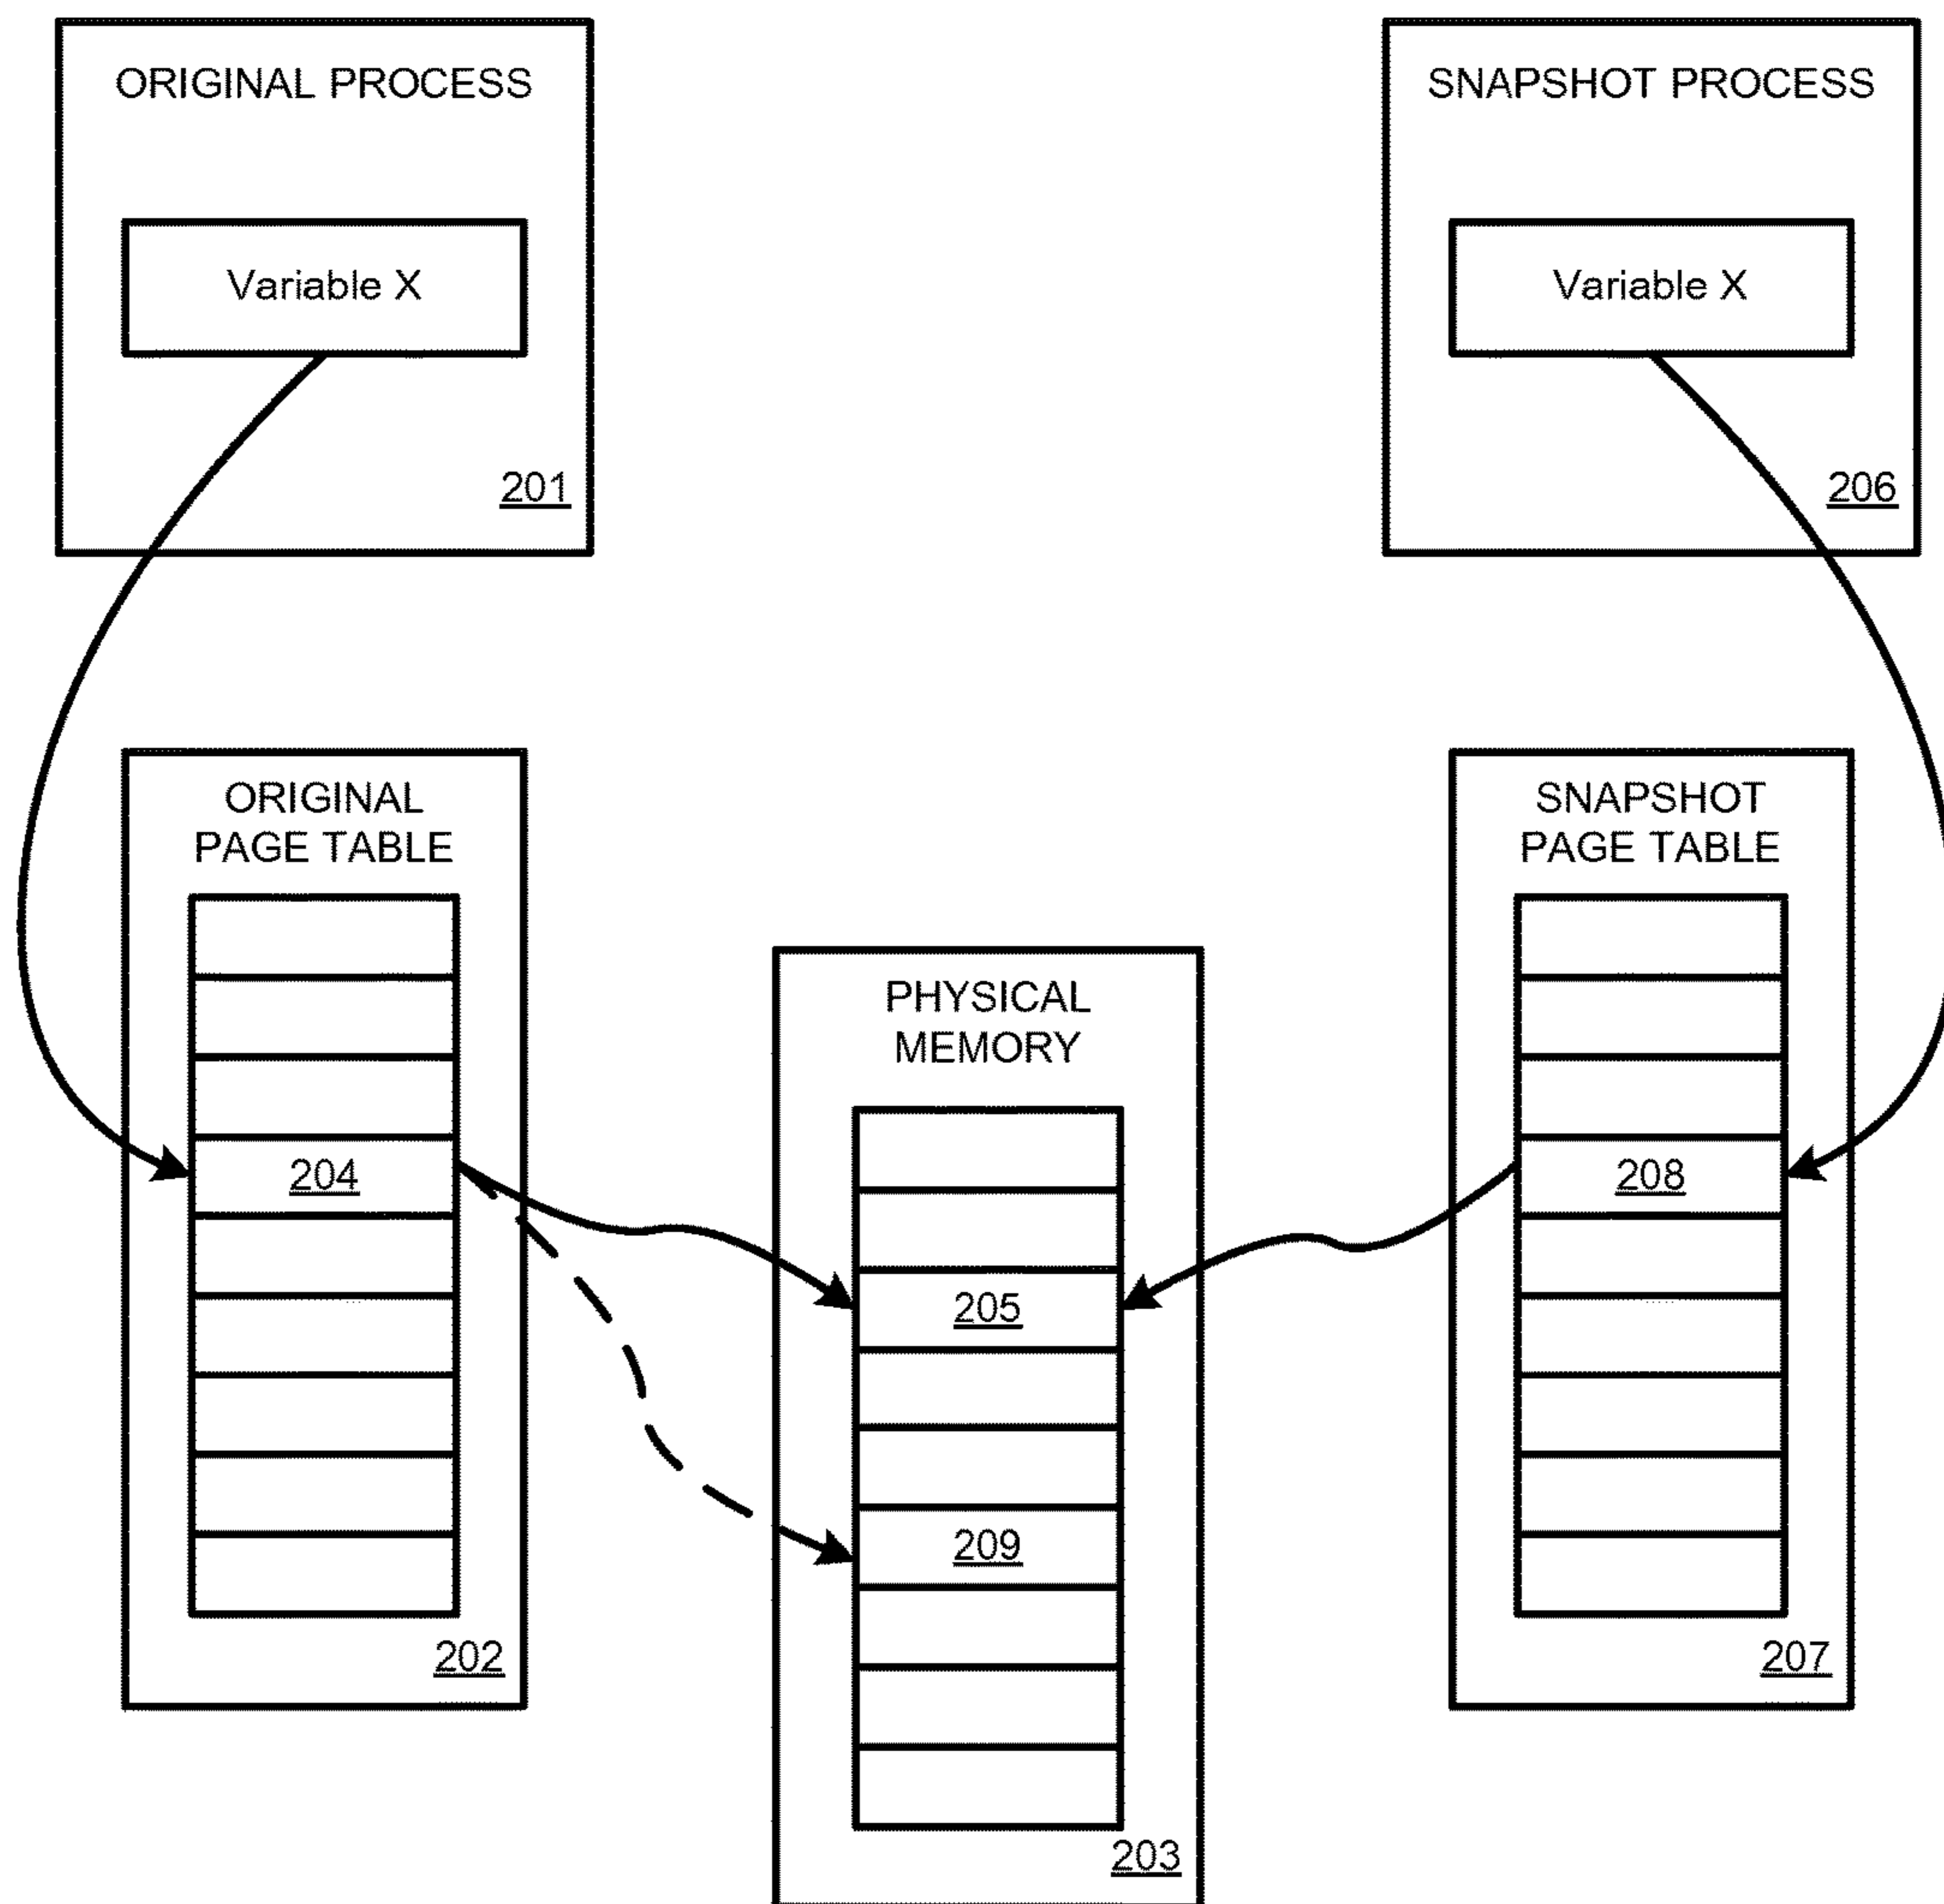 ORIGINAL PROCESS
Variable X
201
SNAPSHOT PROCESS
Variable X
206
ORIGINAL
PAGE TABLE
204
202
PHYSICAL
MEMORY
205
209
203
SNAPSHOT
PAGE TABLE
208
207